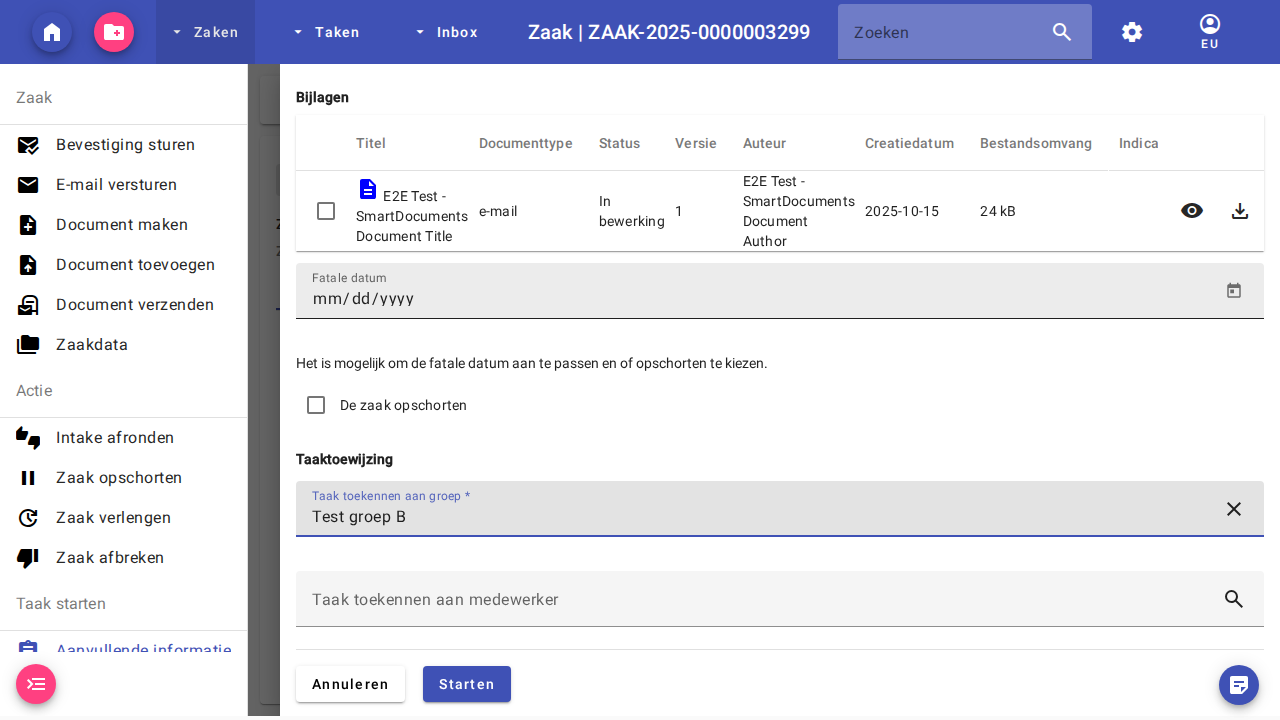 Zaken
Taken
Inbox
Zaak | ZAAK-2025-0000003299
Zoeken
EU
Zaak
Bevestiging sturen
E-mail versturen
Document maken
Document toevoegen
Document verzenden
Zaakdata
Actie
Intake afronden
Zaak opschorten
Zaak verlengen
Zaak afbreken
Taak starten
Aanvullende informatie
Bijlagen
Titel Documenttype Status Versie Auteur Creatiedatum Bestandsomvang Indica
E2E Test -
SmartDocuments
Document Title
e-mail
In
bewerking
1
E2E Test -
SmartDocuments
Document
Author
2025-10-15
24 kB
Fatale datum
mm/dd/yyyy
Het is mogelijk om de fatale datum aan te passen en of opschorten te kiezen.
De zaak opschorten
Taaktoewijzing
Taak toekennen aan groep *
Test groep B
Taak toekennen aan medewerker
Annuleren
Starten